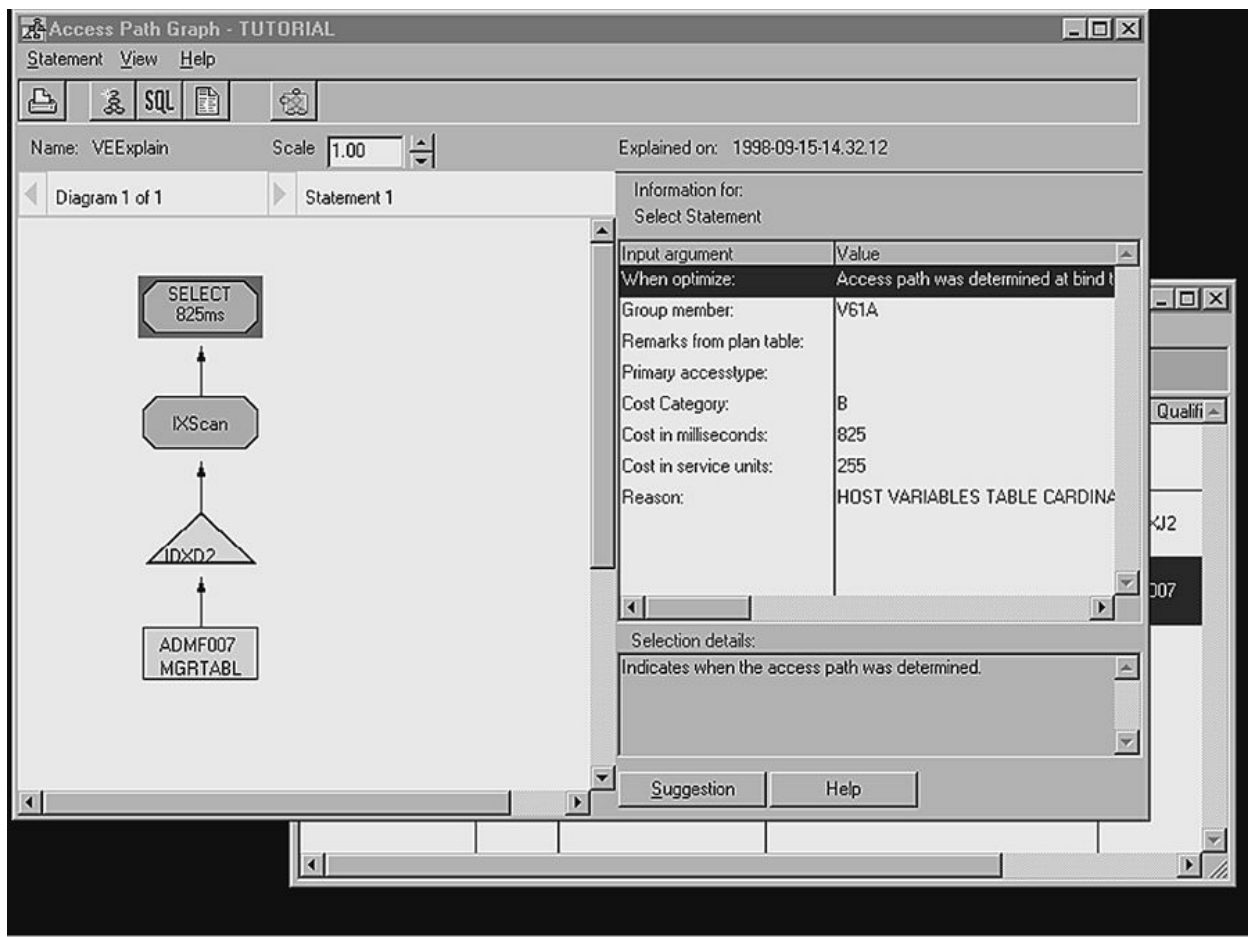 Access Path Graph - TUTORIAL
Statement View Help
SQL
Name: VEExplain Scale 1.00 Explained on: 1998-09-15-14.32.12
Diagram 1 of 1 Statement 1
Information for:
Select Statement
Input argument Value
When optimize: Access path was determined at bind t
Group member: V61A
Remarks from plan table:
Primary accesstype:
Cost Category: B
Cost in milliseconds: 825
Cost in service units: 255
Reason: HOST VARIABLES TABLE CARDINA
SELECT
825ms
IXScan
IDXD2
ADMF007
MGRTABL
Selection details:
Indicates when the access path was determined.
Suggestion Help
Qualifi
XJ2
007